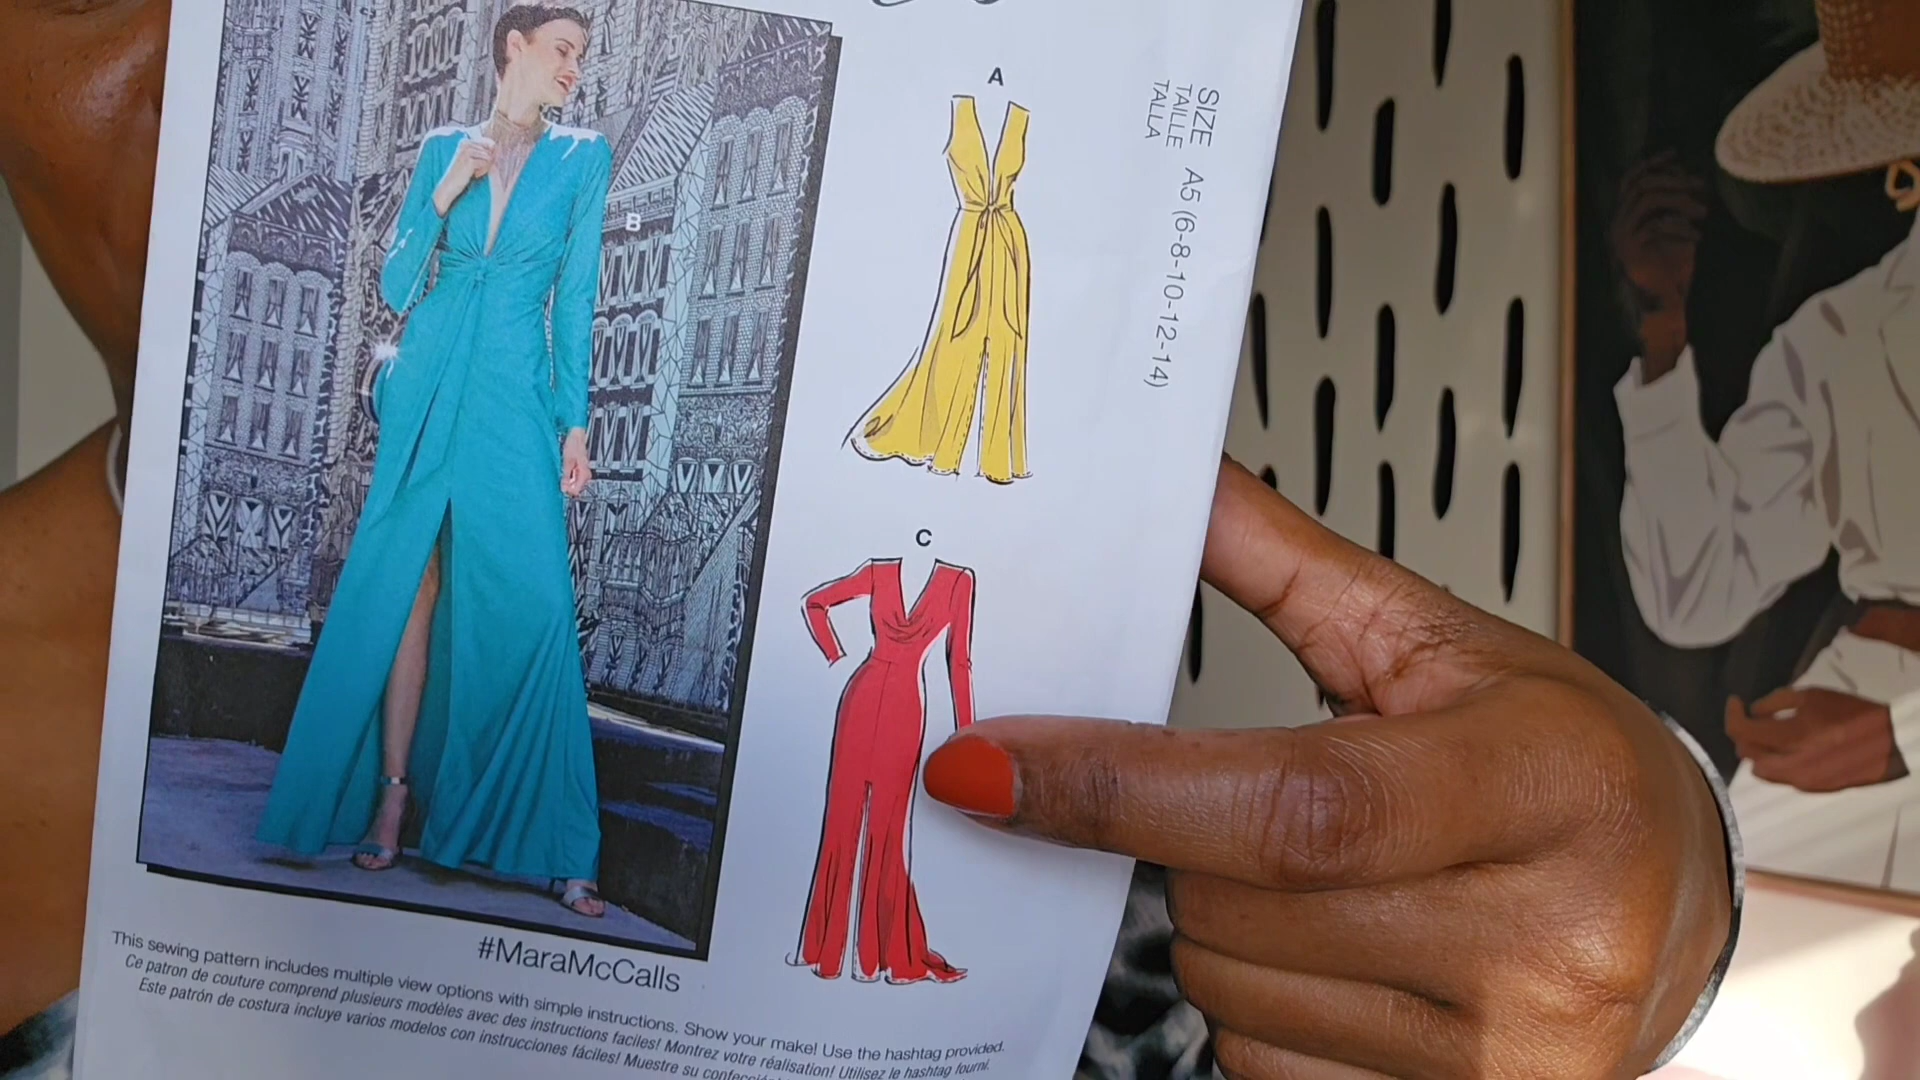 A
B
SIZE
TAILLE
TALLA
A5 (6-8-10-12-14)
C
#MaraMcCalls
This sewing pattern includes multiple view options with simple instructions. Show your make! Use the hashtag provided.
Ce patron de couture comprend plusieurs modèles avec des instructions faciles! Montrez votre réalisation! Utilisez le hashtag fourni.
Este patrón de costura incluye varios modelos con instrucciones fáciles! Muestre su